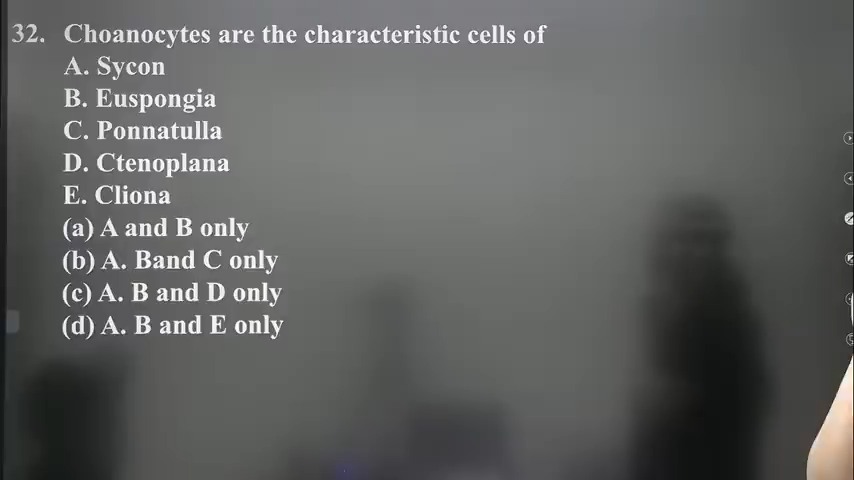 32. Choanocytes are the characteristic cells of
A. Sycon
B. Euspongia
C. Ponnatulla
D. Ctenoplana
E. Cliona
(a) A and B only
(b) A. Band C only
(c) A. B and D only
(d) A. B and E only